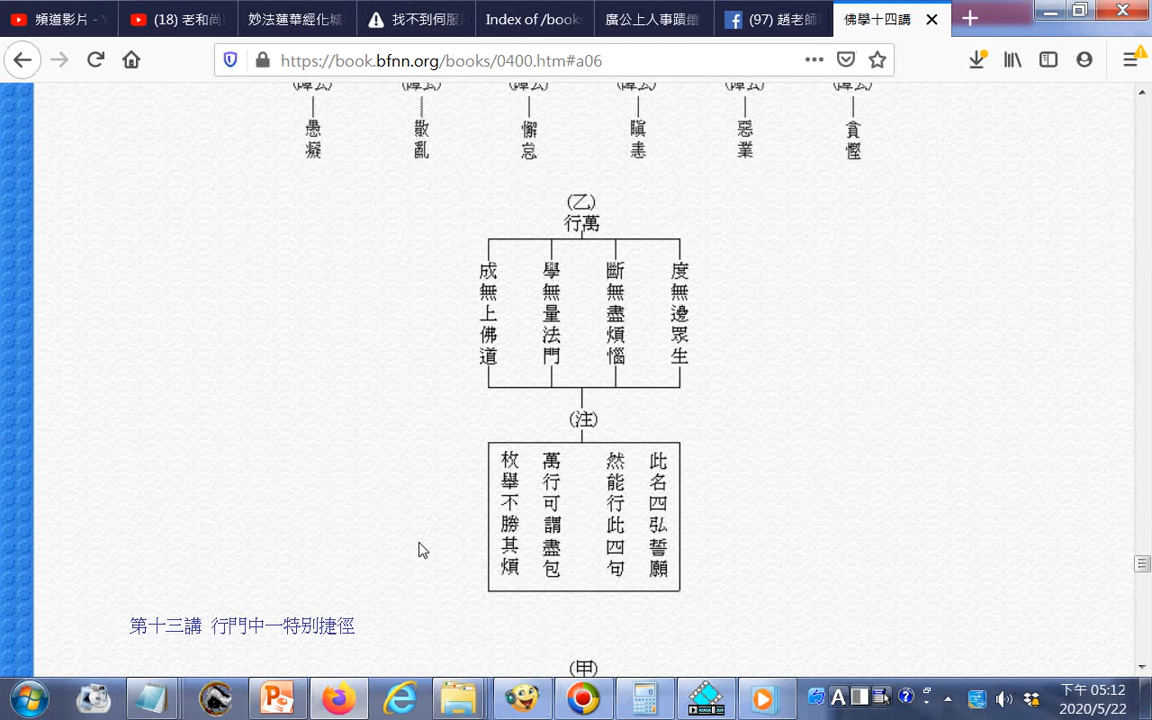 頻道影片 - Y
(18) 老和尚
妙法蓮華經化城
找不到伺服
Index of /book
廣公上人事蹟
(97) 趙老師
佛學十四講
https://book.bfnn.org/books/0400.htm#a06
貪慳
惡業
瞋恚
懈怠
散亂
愚癡
(乙)
萬行
度無邊眾生
斷無盡煩惱
學無量法門
成無上佛道
(注)
此名四弘誓願
然能行此四句
萬行可謂盡包
枚舉不勝其煩
第十三講 行門中一特別捷徑
(甲)
下午 05:12
2020/5/22